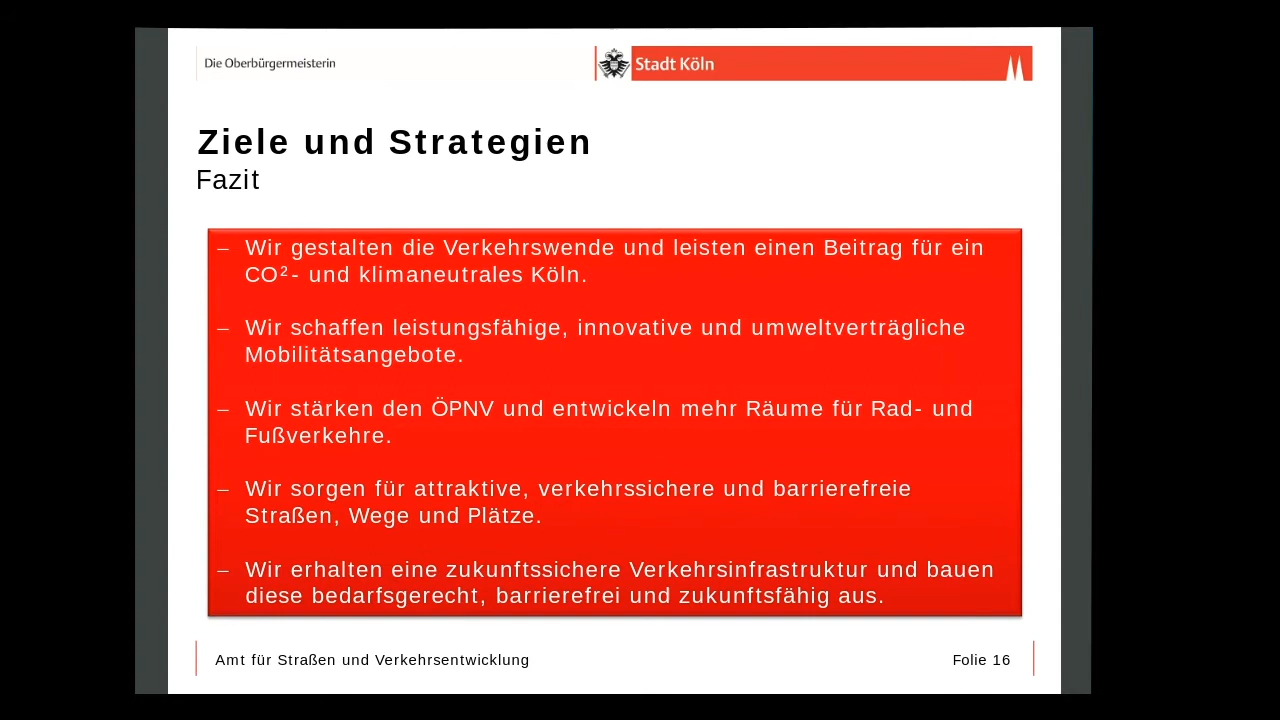 Die Oberbürgermeisterin
Stadt Köln
Ziele und Strategien
Fazit
– Wir gestalten die Verkehrswende und leisten einen Beitrag für ein
CO²- und klimaneutrales Köln.
– Wir schaffen leistungsfähige, innovative und umweltverträgliche
Mobilitätsangebote.
– Wir stärken den ÖPNV und entwickeln mehr Räume für Rad- und
Fußverkehre.
– Wir sorgen für attraktive, verkehrssichere und barrierefreie
Straßen, Wege und Plätze.
– Wir erhalten eine zukunftssichere Verkehrsinfrastruktur und bauen
diese bedarfsgerecht, barrierefrei und zukunftsfähig aus.
Amt für Straßen und Verkehrsentwicklung
Folie 16